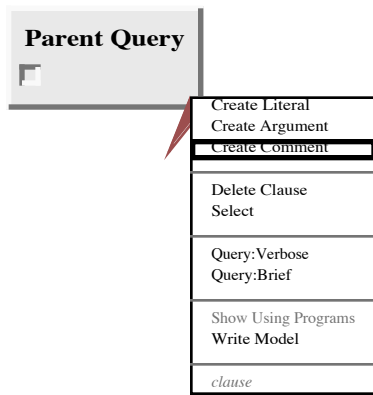 Parent Query
Create Literal
Create Argument
Create Comment
Delete Clause
Select
Query:Verbose
Query:Brief
Show Using Programs
Write Model
clause